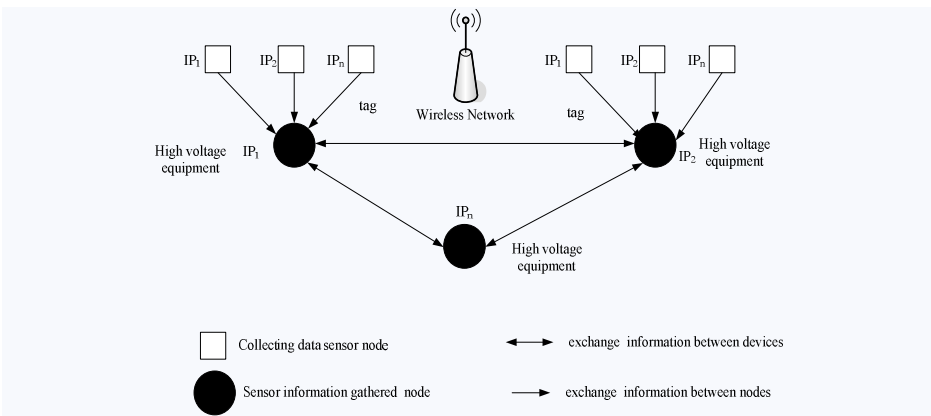 IP₁
IP₂
IPₙ
IP₁
IP₂
IPₙ
tag
Wireless Network
tag
High voltage
equipment
IP₁
IP₂
High voltage
equipment
IPₙ
High voltage
equipment
Collecting data sensor node
exchange information between devices
Sensor information gathered node
exchange information between nodes